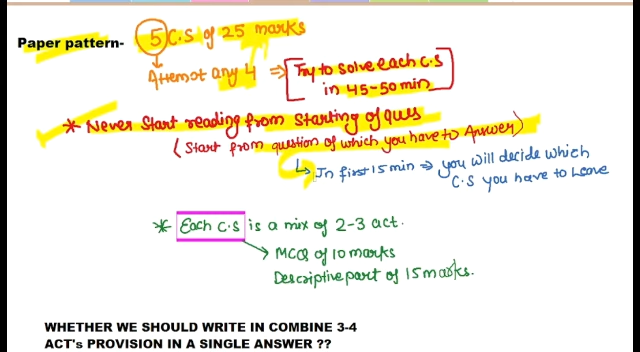 Paper pattern- 5 C.S of 25 marks
Attempt any 4 ⇒ [Try to solve each C.S
in 45-50 min]
* Never Start reading from Starting of ques
(Start from question of which you have to Answer)
↳ In first 15 min ⇒ you will decide which
C.S you have to Leave
* Each C.S is a mix of 2-3 act.
→ MCQ of 10 marks
Descriptive part of 15 marks.
WHETHER WE SHOULD WRITE IN COMBINE 3-4
ACT's PROVISION IN A SINGLE ANSWER ??